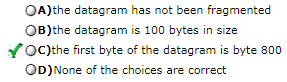 A)the datagram has not been fragmented
B)the datagram is 100 bytes in size
C)the first byte of the datagram is byte 800
D)None of the choices are correct